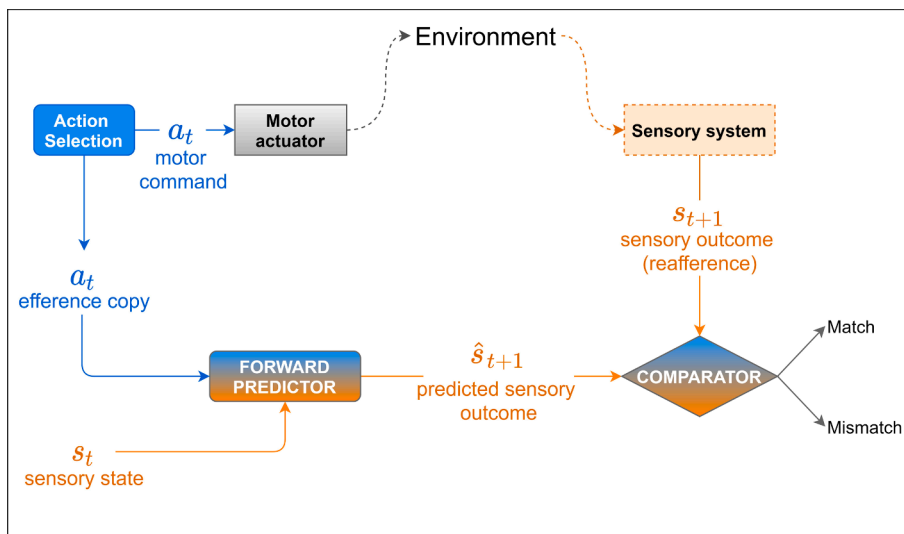 Environment
Action
Selection
a_t
motor
command
Motor
actuator
Sensory system
s_{t+1}
sensory outcome
(reafference)
a_t
efference copy
FORWARD
PREDICTOR
ŝ_{t+1}
predicted sensory
outcome
COMPARATOR
Match
Mismatch
s_t
sensory state